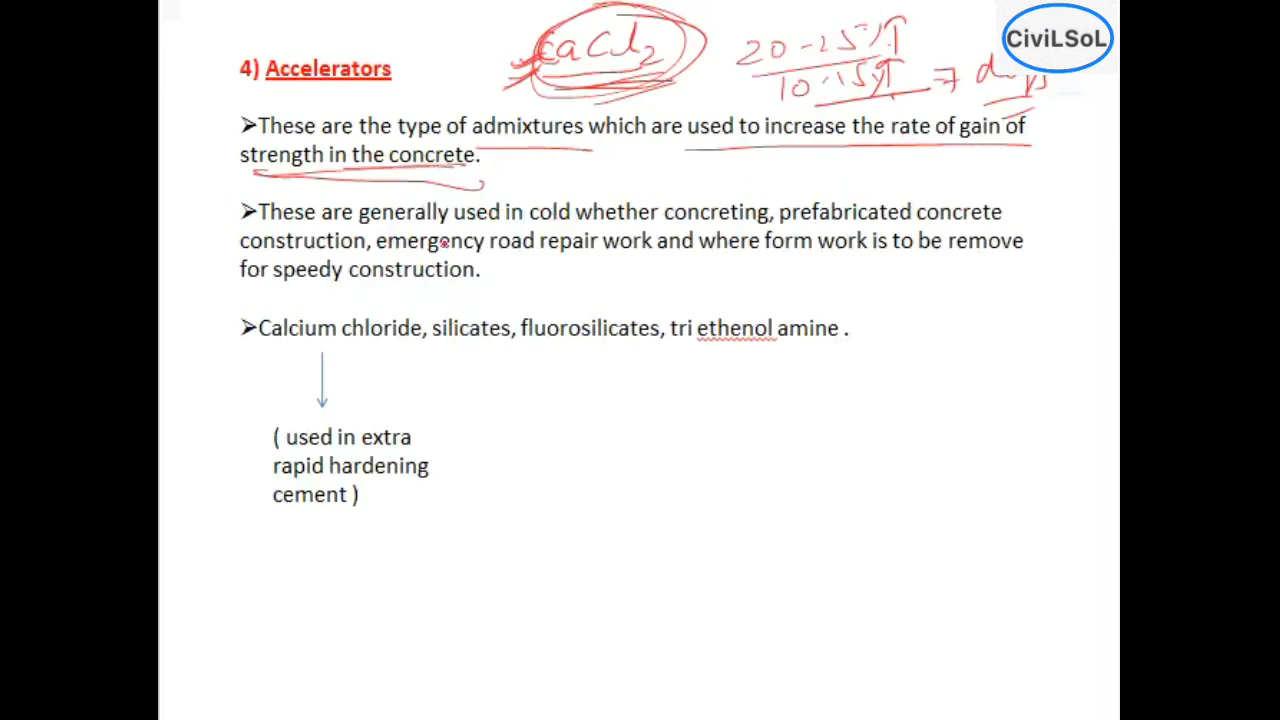 CaCl2
20-25%↑
CiViLSoL
4) Accelerators
10-15%↑ 7 days
➢These are the type of admixtures which are used to increase the rate of gain of
strength in the concrete.
➢These are generally used in cold whether concreting, prefabricated concrete
construction, emergency road repair work and where form work is to be remove
for speedy construction.
➢Calcium chloride, silicates, fluorosilicates, tri ethenol amine .
( used in extra
rapid hardening
cement )